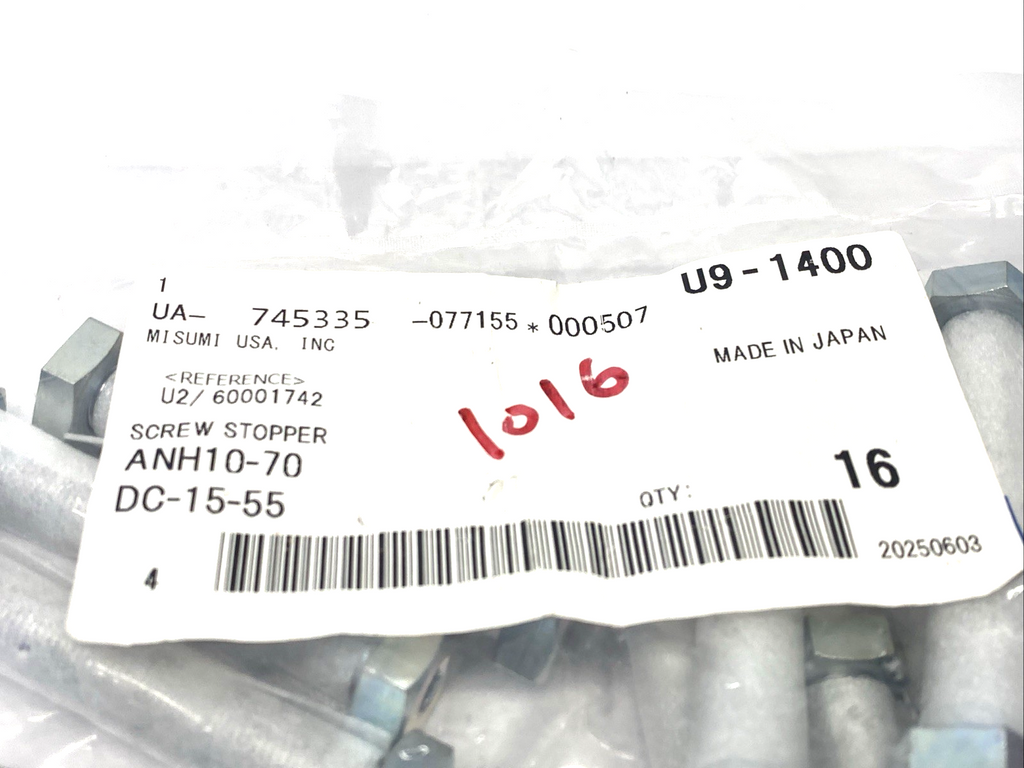 1
U9-1400
UA- 745335 -077155*000507
MISUMI USA. INC
MADE IN JAPAN
<REFERENCE>
U2/ 60001742
1016
SCREW STOPPER
ANH10-70
DC-15-55
QTY: 16
4
20250603